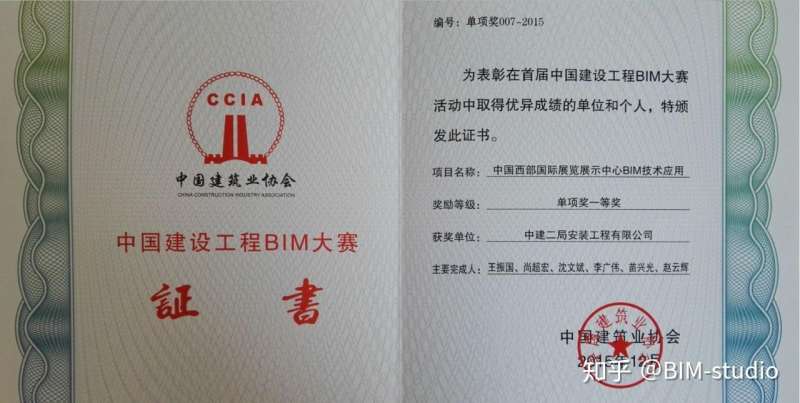 CCIA
中国建筑业协会
CHINA CONSTRUCTION INDUSTRY ASSOCIATION
中国建设工程BIM大赛
証 書
编号：单项奖007-2015
为表彰在首届中国建设工程BIM大赛
活动中取得优异成绩的单位和个人，特颁
发此证书。
项目名称：中国西部国际展览展示中心BIM技术应用
奖励等级：单项奖一等奖
获奖单位：中建二局安装工程有限公司
主要完成人：王振国、尚超宏、沈文斌、李广伟、苗兴光、赵云辉
中国建筑业协会
2015年12月
知乎 @BIM-studio